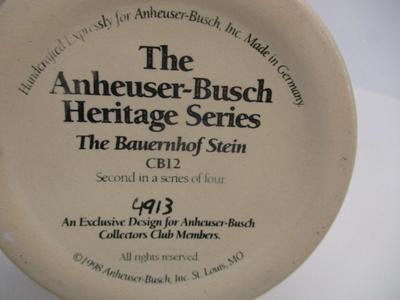 Handcrafted Expressly for Anheuser-Busch, Inc. Made in Germany.
The
Anheuser-Busch
Heritage Series
The Bauernhof Stein
CB12
Second in a series of four.
4913
An Exclusive Design for Anheuser-Busch
Collectors Club Members.
All rights reserved.
©1998 Anheuser-Busch, Inc. St. Louis, MO